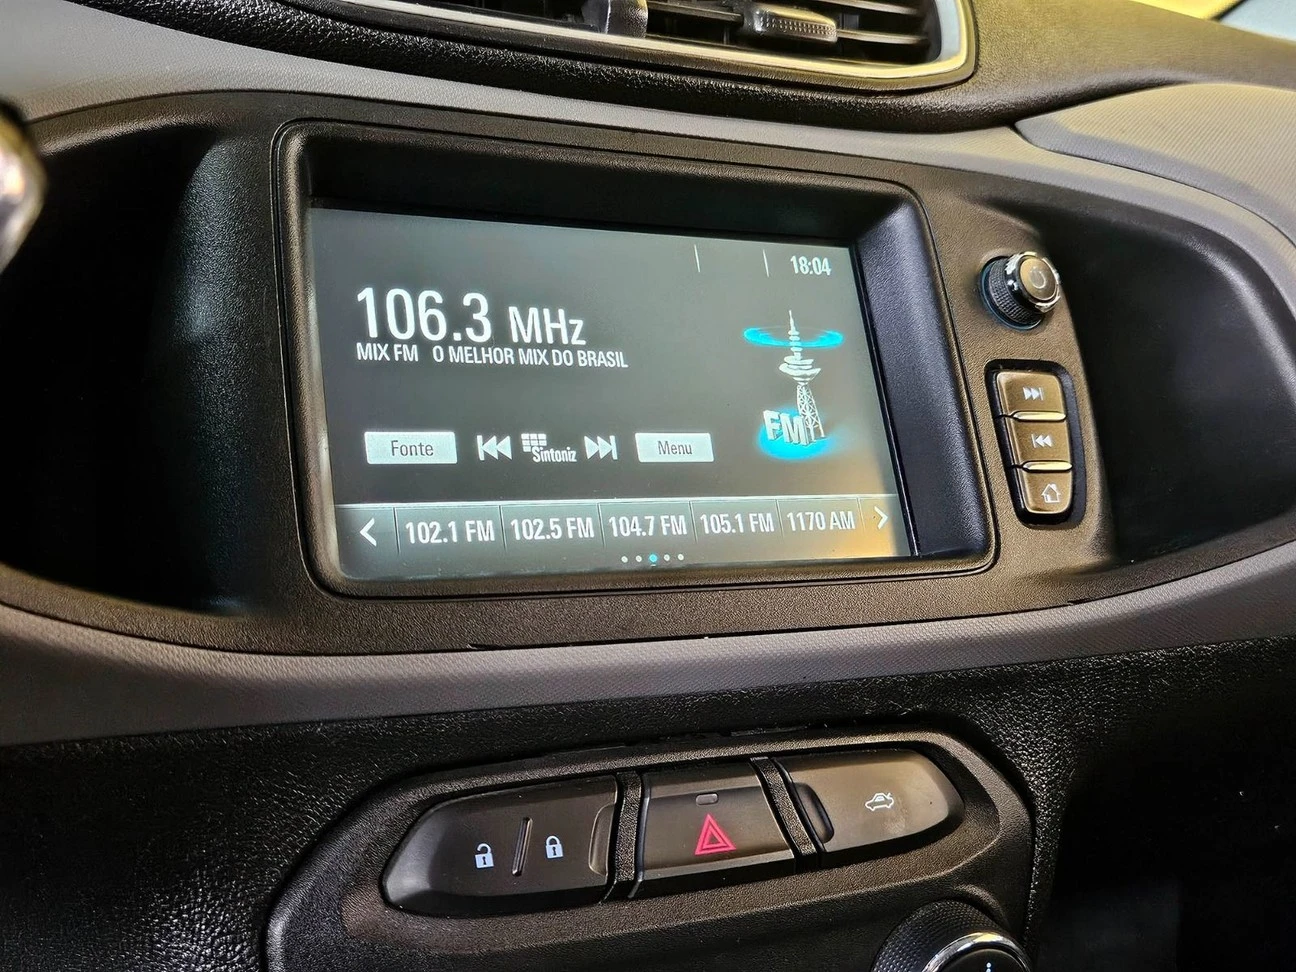 18:04
106.3 MHz
MIX FM O MELHOR MIX DO BRASIL
FM
Fonte Sintoniz Menu
102.1 FM 102.5 FM 104.7 FM 105.1 FM 1170 AM